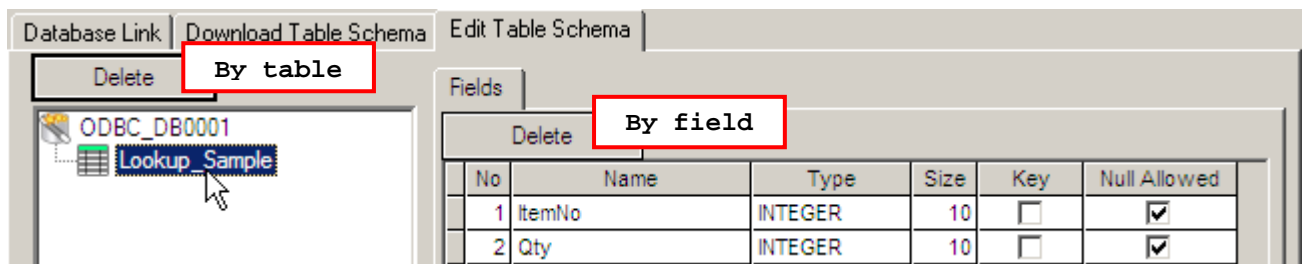 Database Link Download Table Schema Edit Table Schema
Delete By table
Fields
ODBC_DB0001
Delete By field
Lookup_Sample
No Name Type Size Key Null Allowed
1 ItemNo INTEGER 10
2 Qty INTEGER 10